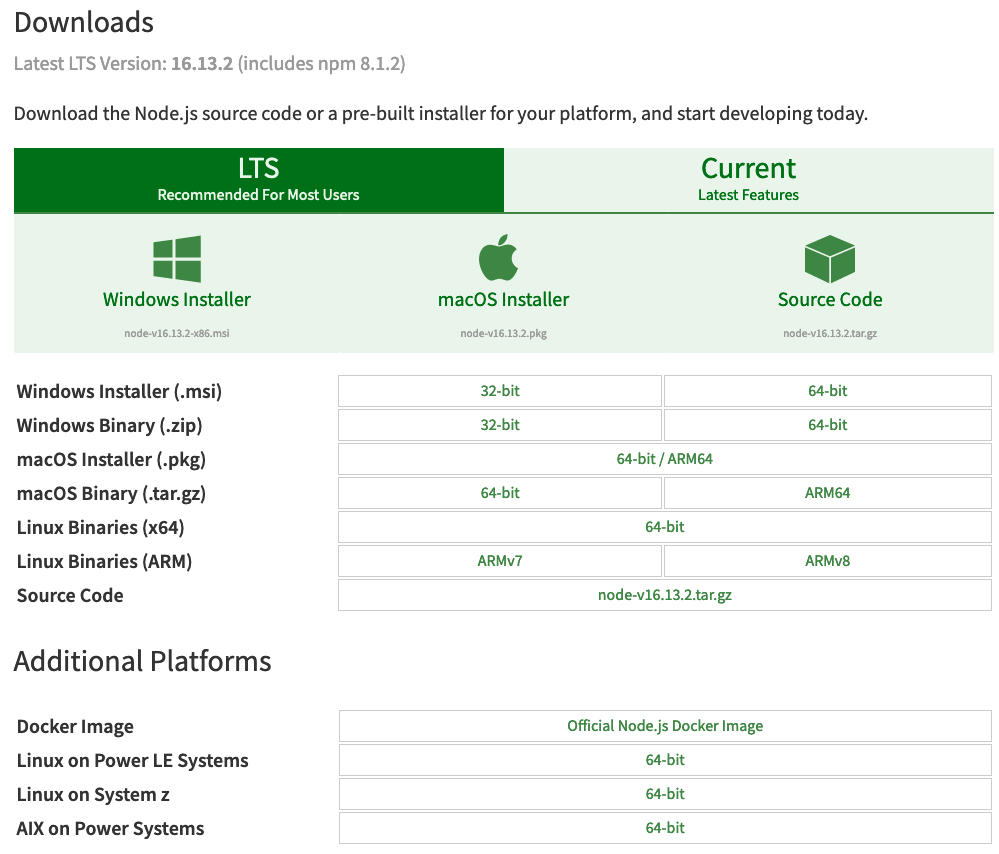 Downloads
Latest LTS Version: 16.13.2 (includes npm 8.1.2)
Download the Node.js source code or a pre-built installer for your platform, and start developing today.
LTS
Recommended For Most Users
Current
Latest Features
Windows Installer
node-v16.13.2-x86.msi
macOS Installer
node-v16.13.2.pkg
Source Code
node-v16.13.2.tar.gz
Windows Installer (.msi) 32-bit 64-bit
Windows Binary (.zip) 32-bit 64-bit
macOS Installer (.pkg) 64-bit / ARM64
macOS Binary (.tar.gz) 64-bit ARM64
Linux Binaries (x64) 64-bit
Linux Binaries (ARM) ARMv7 ARMv8
Source Code node-v16.13.2.tar.gz
Additional Platforms
Docker Image Official Node.js Docker Image
Linux on Power LE Systems 64-bit
Linux on System z 64-bit
AIX on Power Systems 64-bit